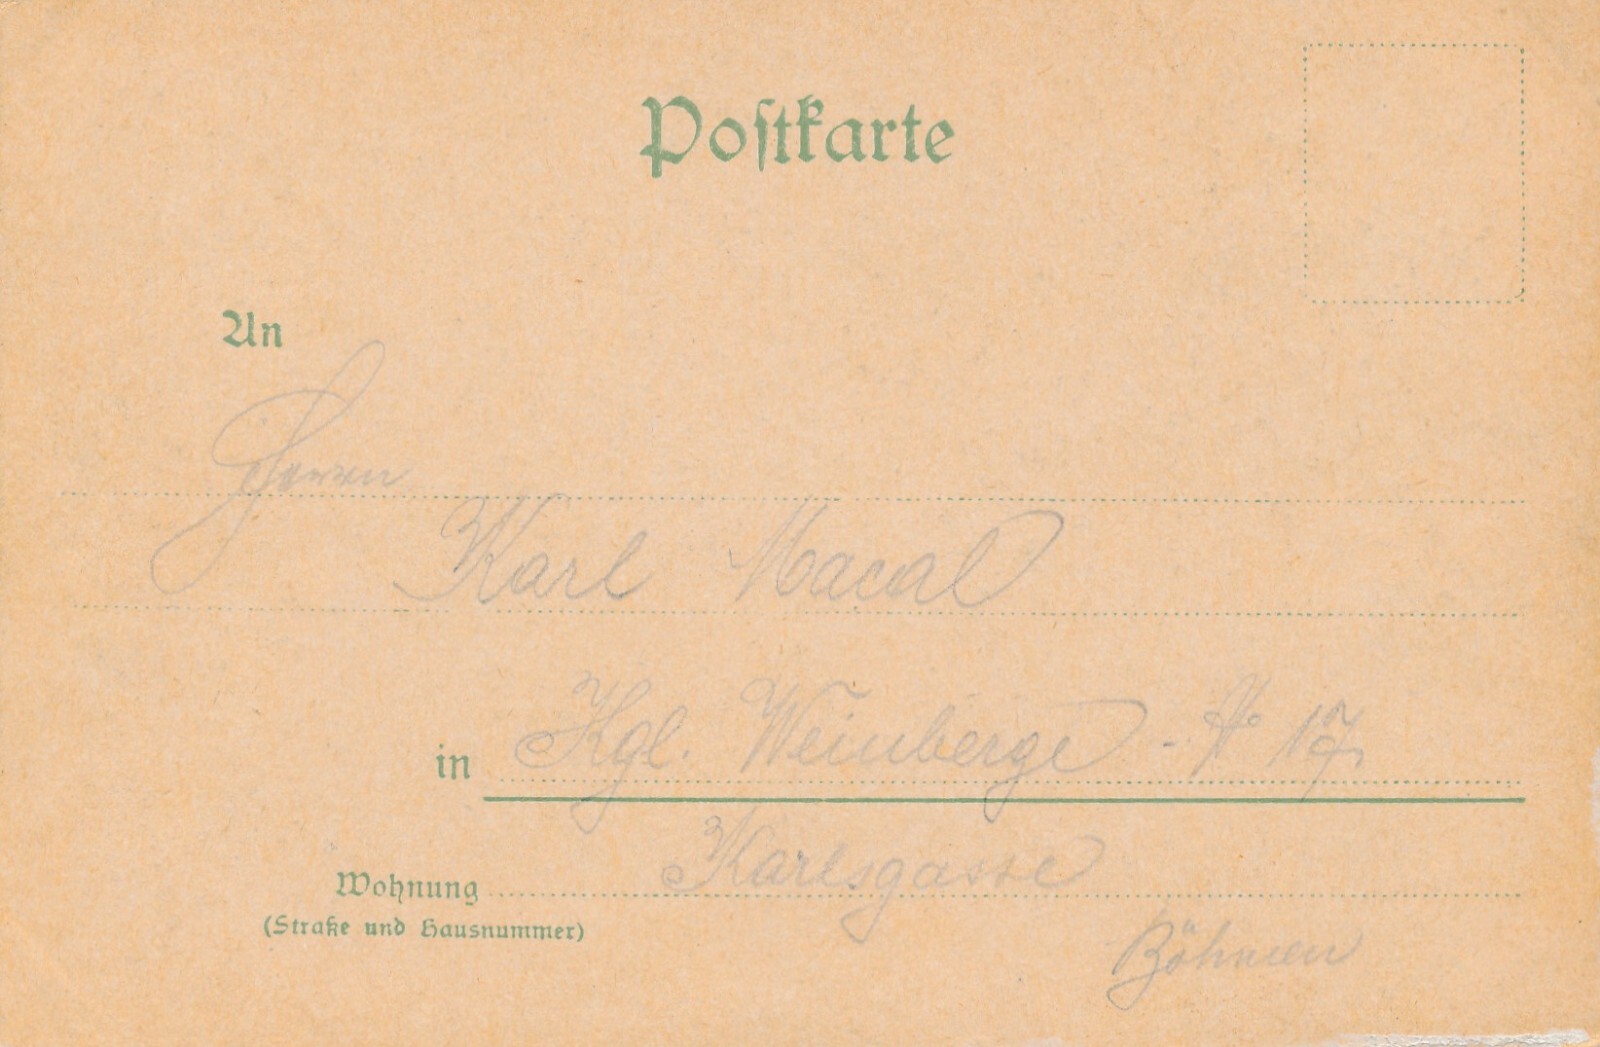 Postkarte
An
Herrn
Karl Macal
in Kgl. Weinberge - No 17
Wohnung Karlsgasse
(Straße und Hausnummer)
Böhmen